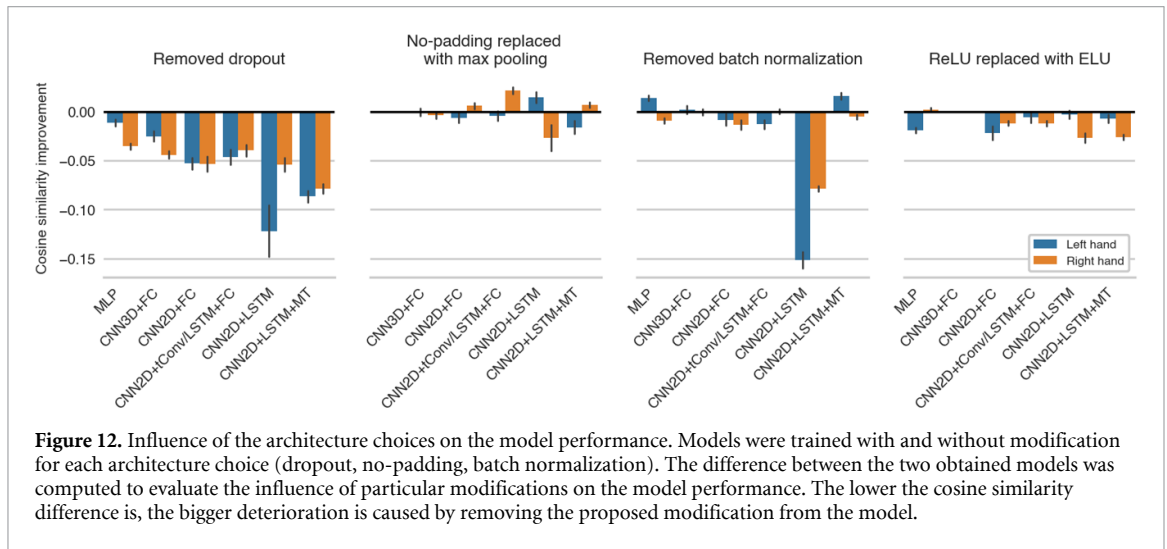 Removed dropout
No-padding replaced
with max pooling
Removed batch normalization
ReLU replaced with ELU
Cosine similarity improvement
0.00
−0.05
−0.10
−0.15
MLP
CNN3D+FC
CNN2D+FC
CNN2D+tConv/LSTM+FC
CNN2D+LSTM
CNN2D+LSTM+MT
CNN3D+FC
CNN2D+FC
CNN2D+tConv/LSTM+FC
CNN2D+LSTM
CNN2D+LSTM+MT
MLP
CNN3D+FC
CNN2D+FC
CNN2D+tConv/LSTM+FC
CNN2D+LSTM
CNN2D+LSTM+MT
MLP
CNN3D+FC
CNN2D+FC
CNN2D+tConv/LSTM+FC
CNN2D+LSTM
CNN2D+LSTM+MT
Left hand
Right hand
Figure 12. Influence of the architecture choices on the model performance. Models were trained with and without modification
for each architecture choice (dropout, no-padding, batch normalization). The difference between the two obtained models was
computed to evaluate the influence of particular modifications on the model performance. The lower the cosine similarity
difference is, the bigger deterioration is caused by removing the proposed modification from the model.